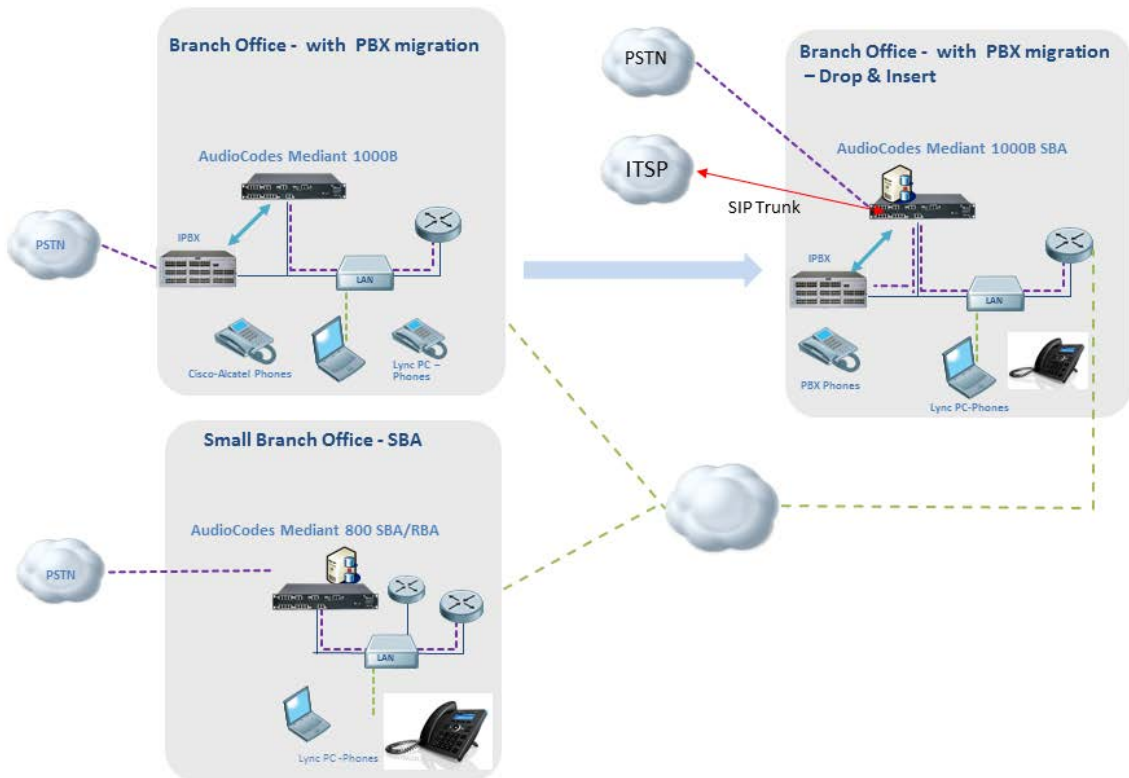 Branch Office - with PBX migration
AudioCodes Mediant 1000B
PSTN
IPBX
LAN
Cisco-Alcatel Phones
Lync PC –
Phones
PSTN
ITSP
SIP Trunk
Branch Office - with PBX migration
– Drop & Insert
AudioCodes Mediant 1000B SBA
IPBX
LAN
PBX Phones
Lync PC-Phones
Small Branch Office - SBA
AudioCodes Mediant 800 SBA/RBA
PSTN
LAN
Lync PC -Phones